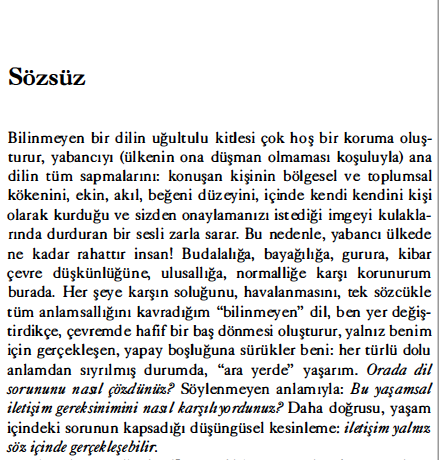 Sözsüz
Bilinmeyen bir dilin uğultulu kitlesi çok hoş bir koruma oluş-
turur, yabancıyı (ülkenin ona düşman olmaması koşuluyla) ana
dilin tüm sapmalarını: konuşan kişinin bölgesel ve toplumsal
kökenini, ekin, akıl, beğeni düzeyini, içinde kendi kendini kişi
olarak kurduğu ve sizden onaylamanızı istediği imgeyi kulakla-
rında durduran bir sesli zarla sarar. Bu nedenle, yabancı ülkede
ne kadar rahattır insan! Budalalığa, bayağılığa, gurura, kibar
çevre düşkünlüğüne, ulusallığa, normalliğe karşı korunurum
burada. Her şeye karşın soluğunu, havalanmasını, tek sözcükle
tüm anlamsallığını kavradığım “bilinmeyen” dil, ben yer değiş-
tirdikçe, çevremde hafif bir baş dönmesi oluşturur, yalnız benim
için gerçekleşen, yapay boşluğuna sürükler beni: her türlü dolu
anlamdan sıyrılmış durumda, “ara yerde” yaşarım. Orada dil
sorununu nasıl çözdünüz? Söylenmeyen anlamıyla: Bu yaşamsal
iletişim gereksinimini nasıl karşılıyordunuz? Daha doğrusu, yaşam
içindeki sorunun kapsadığı düşüngüsel kesinleme: iletişim yalnız
söz içinde gerçekleşebilir.